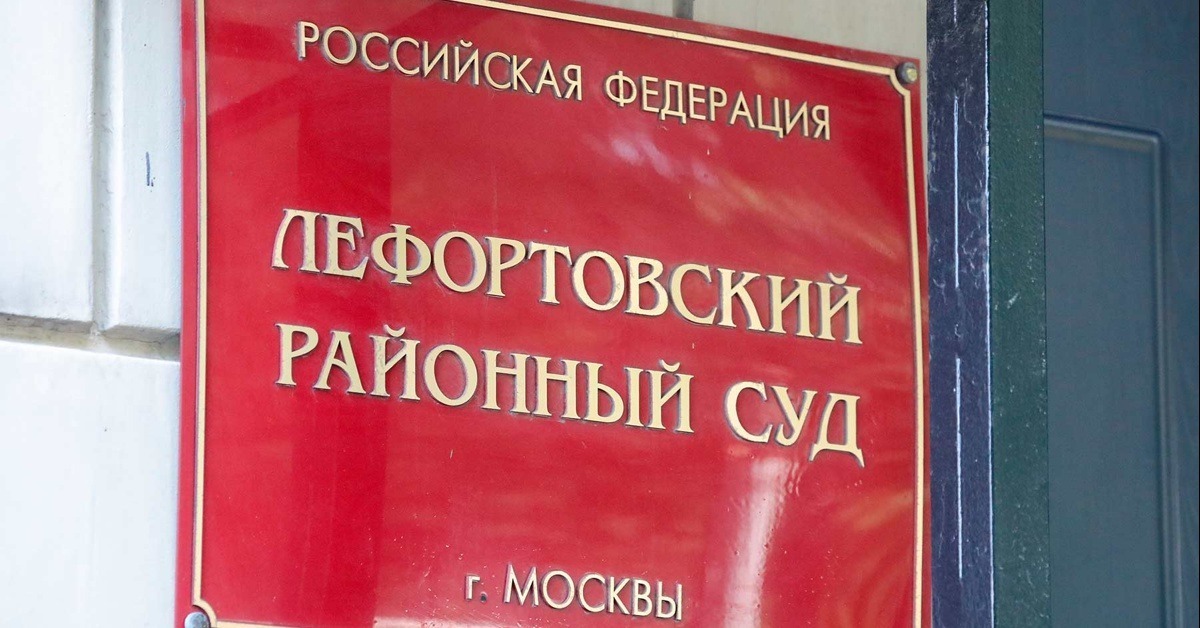 РОССИЙСКАЯ ФЕДЕРАЦИЯ
ЛЕФОРТОВСКИЙ
РАЙОННЫЙ СУД
г. МОСКВЫ